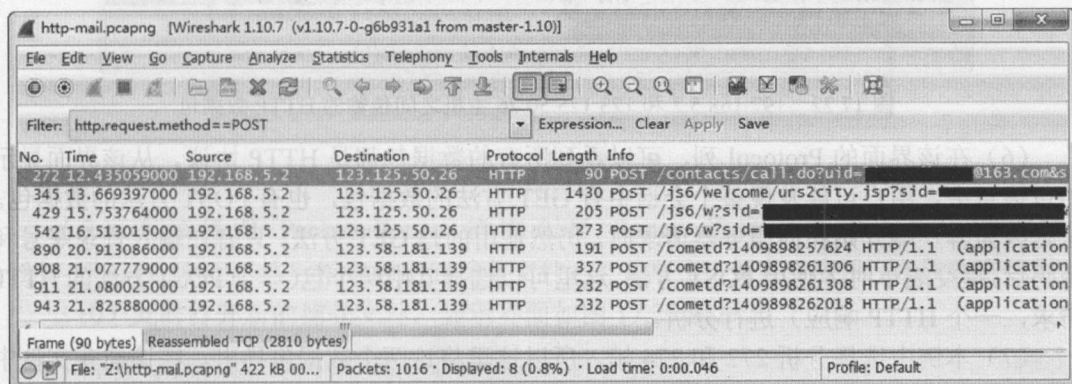 http-mail.pcapng [Wireshark 1.10.7 (v1.10.7-0-g6b931a1 from master-1.10)]
File Edit View Go Capture Analyze Statistics Telephony Tools Internals Help
Filter: http.request.method==POST Expression... Clear Apply Save
No. Time Source Destination Protocol Length Info
272 12.435059000 192.168.5.2 123.125.50.26 HTTP 90 POST /contacts/call.do?uid= @163.com&s
345 13.669397000 192.168.5.2 123.125.50.26 HTTP 1430 POST /js6/welcome/urs2city.jsp?sid=
429 15.753764000 192.168.5.2 123.125.50.26 HTTP 205 POST /js6/w?sid=
542 16.513015000 192.168.5.2 123.125.50.26 HTTP 273 POST /js6/w?sid=
890 20.913086000 192.168.5.2 123.58.181.139 HTTP 191 POST /cometd?1409898257624 HTTP/1.1 (application
908 21.077779000 192.168.5.2 123.58.181.139 HTTP 357 POST /cometd?1409898261306 HTTP/1.1 (application
911 21.080025000 192.168.5.2 123.58.181.139 HTTP 232 POST /cometd?1409898261308 HTTP/1.1 (application
943 21.825880000 192.168.5.2 123.58.181.139 HTTP 232 POST /cometd?1409898262018 HTTP/1.1 (application
Frame (90 bytes) Reassembled TCP (2810 bytes)
File: "Z:\http-mail.pcapng" 422 kB 00... Packets: 1016 · Displayed: 8 (0.8%) · Load time: 0:00.046 Profile: Default